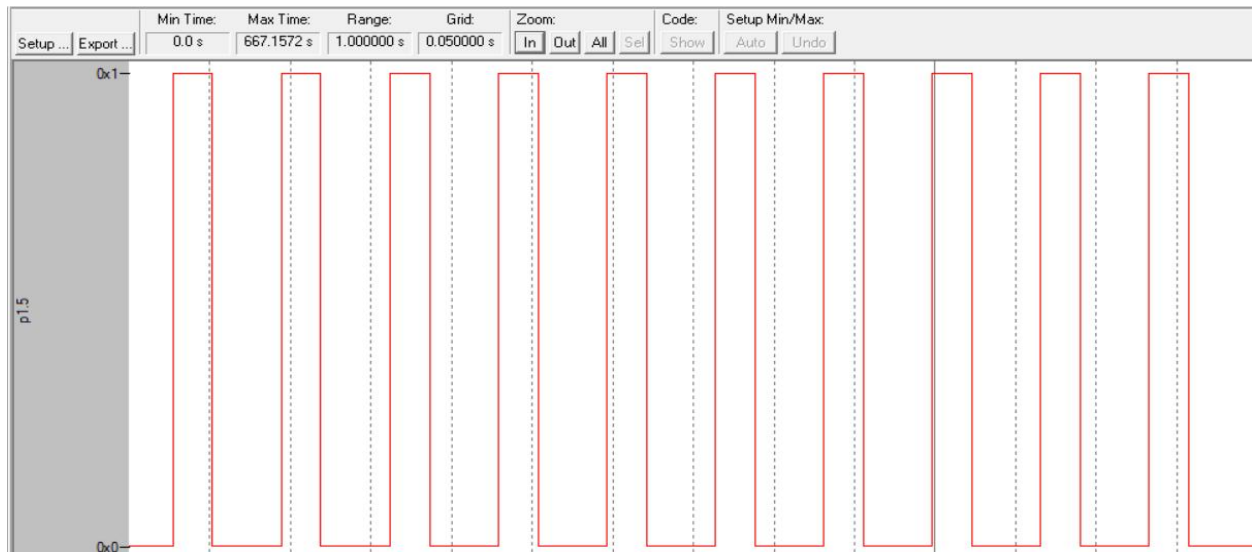 Min Time: Max Time: Range: Grid: Zoom: Code: Setup Min/Max:
Setup ... Export ... 0.0 s 667.1572 s 1.000000 s 0.050000 s In Out All Sel Show Auto Undo
0x1
p1.5
0x0